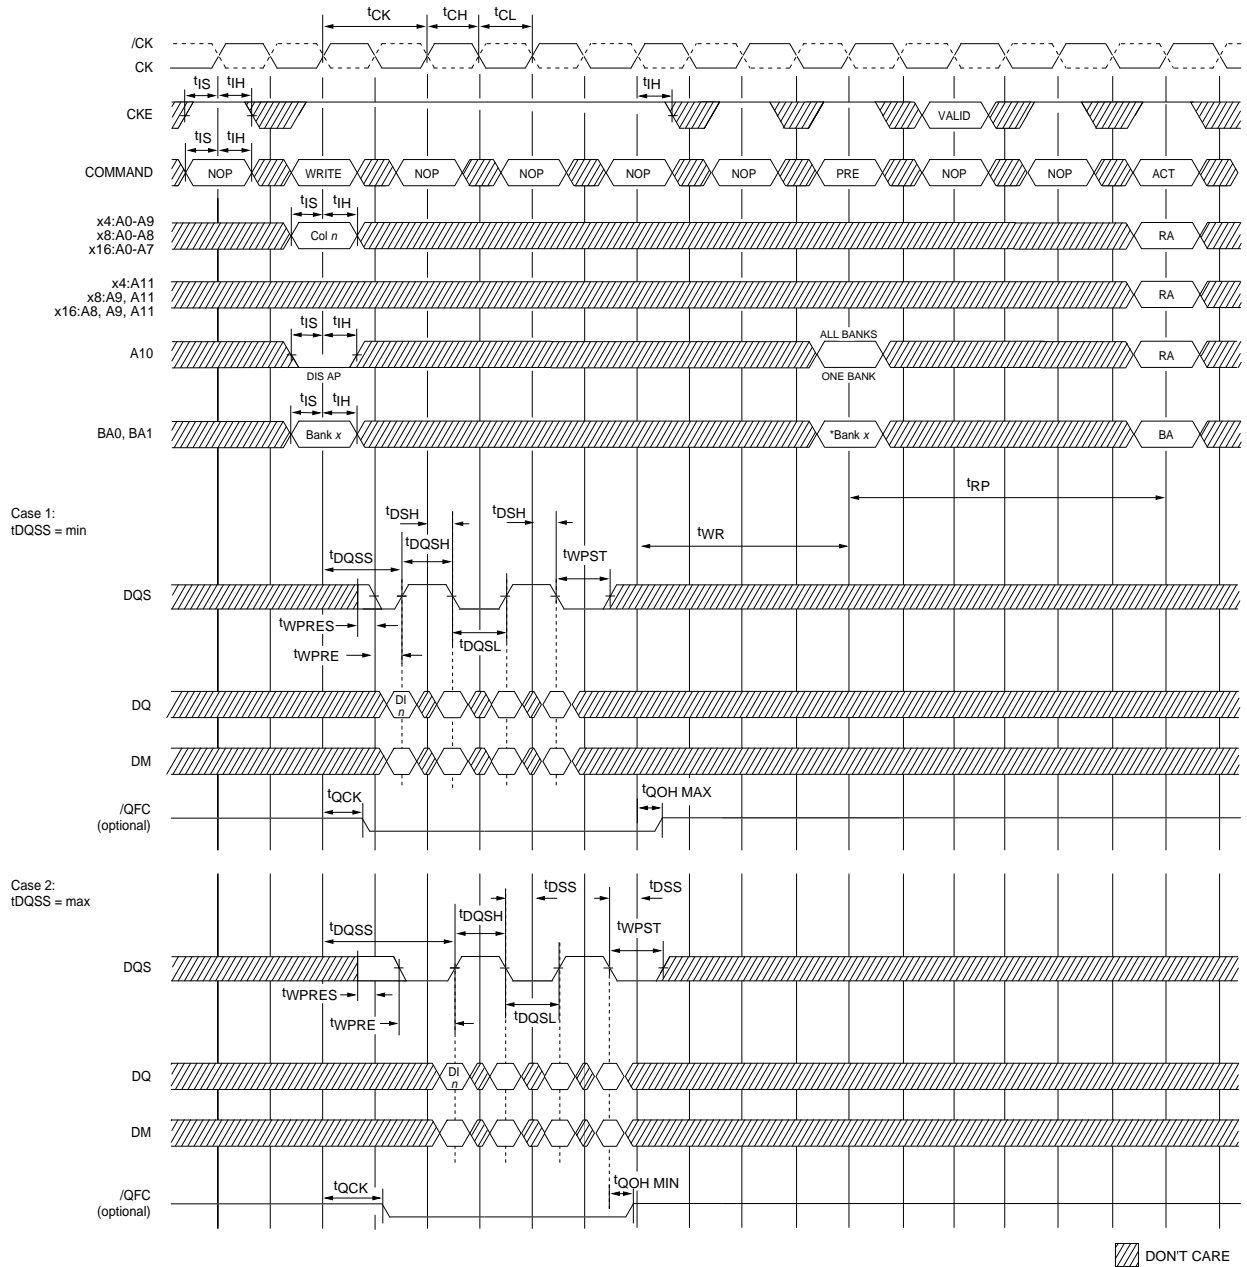 tCK tCH tCL
/CK
CK
tIS tIH tIH
CKE VALID
tIS tIH
COMMAND NOP WRITE NOP NOP NOP NOP PRE NOP NOP ACT
tIS tIH
x4:A0-A9
x8:A0-A8
x16:A0-A7
Col n RA
x4:A11
x8:A9, A11
x16:A8, A9, A11
RA
tIS tIH ALL BANKS
A10 RA
DIS AP ONE BANK
tIS tIH
BA0, BA1 Bank x *Bank x BA
tRP
Case 1:
tDQSS = min
tDSH tDSH
tDQSH tWR
tDQSS tWPST
DQS
tWPRES tDQSL
tWPRE
DQ DI
n
DM
tQCK tQOH MAX
/QFC
(optional)
Case 2:
tDQSS = max
tDSS tDSS
tDQSH
tDQSS tWPST
DQS
tWPRES
tWPRE tDQSL
DQ DI
n
DM
tQCK tQOH MIN
/QFC
(optional)
DON'T CARE